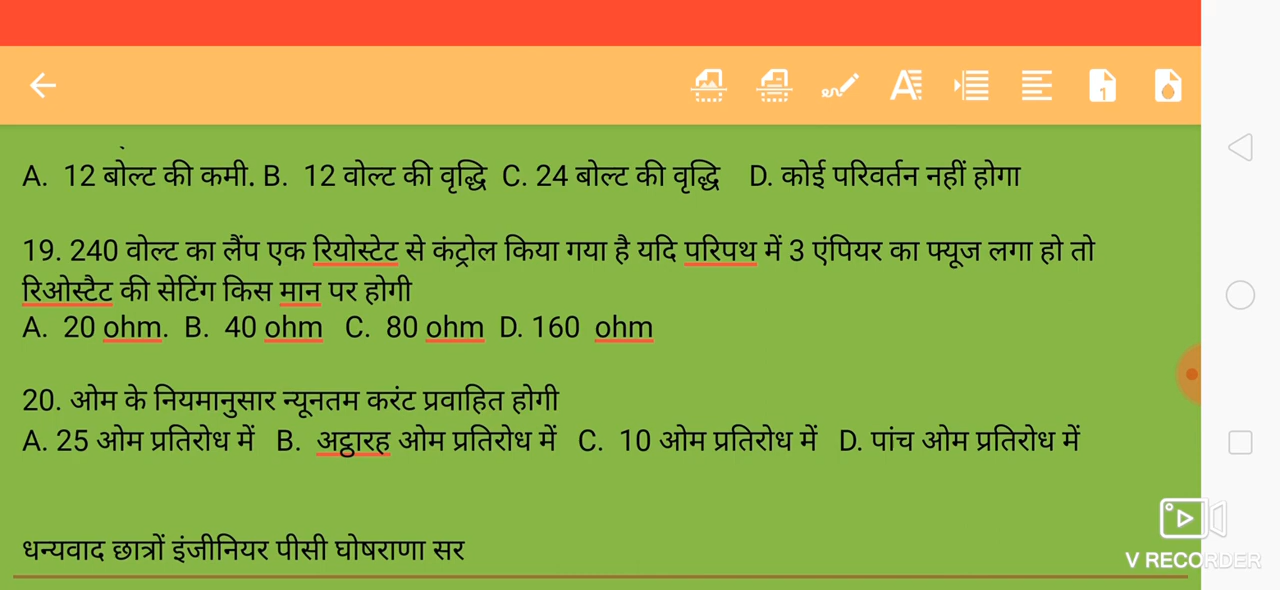 A. 12 बोल्ट की कमी. B. 12 वोल्ट की वृद्धि C. 24 बोल्ट की वृद्धि D. कोई परिवर्तन नहीं होगा
19. 240 वोल्ट का लैंप एक रियोस्टेट से कंट्रोल किया गया है यदि परिपथ में 3 एंपियर का फ्यूज लगा हो तो
रिओस्टैट की सेटिंग किस मान पर होगी
A. 20 ohm. B. 40 ohm C. 80 ohm D. 160 ohm
20. ओम के नियमानुसार न्यूनतम करंट प्रवाहित होगी
A. 25 ओम प्रतिरोध में B. अट्ठारह ओम प्रतिरोध में C. 10 ओम प्रतिरोध में D. पांच ओम प्रतिरोध में
धन्यवाद छात्रों इंजीनियर पीसी घोषराणा सर
V RECORDER